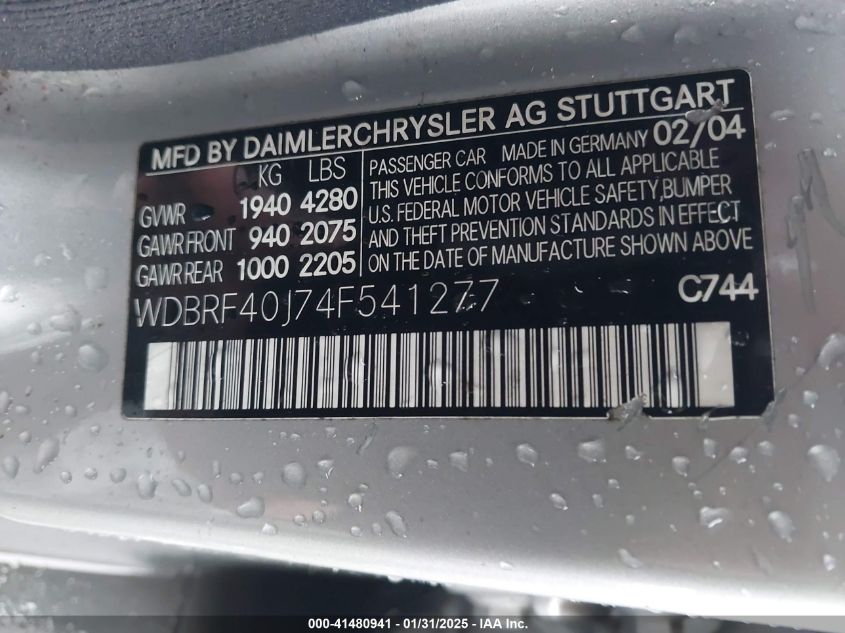 MFD BY DAIMLERCHRYSLER AG STUTTGART
KG LBS
GVWR 1940 4280
GAWR FRONT 940 2075
GAWR REAR 1000 2205
PASSENGER CAR MADE IN GERMANY 02/04
THIS VEHICLE CONFORMS TO ALL APPLICABLE
U.S. FEDERAL MOTOR VEHICLE SAFETY, BUMPER
AND THEFT PREVENTION STANDARDS IN EFFECT
ON THE DATE OF MANUFACTURE SHOWN ABOVE
WDBRF40J74F541277
C744
000-41480941 - 01/31/2025 - IAA Inc.